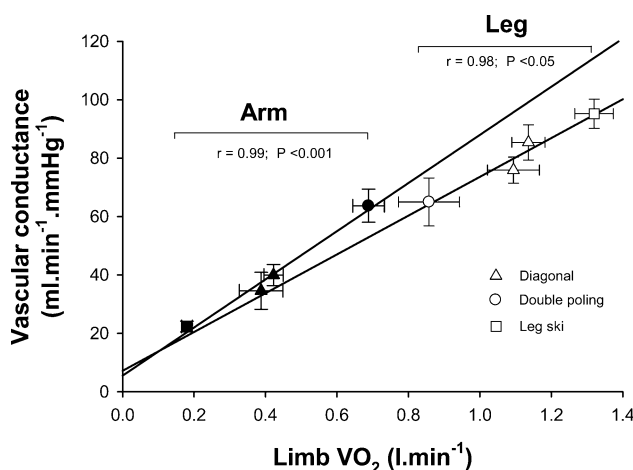 Leg
r = 0.98; P <0.05
Arm
r = 0.99; P <0.001
Vascular conductance
(ml.min⁻¹.mmHg⁻¹)
120
100
80
60
40
20
0
Diagonal
Double poling
Leg ski
0.0 0.2 0.4 0.6 0.8 1.0 1.2 1.4
Limb VO₂ (l.min⁻¹)